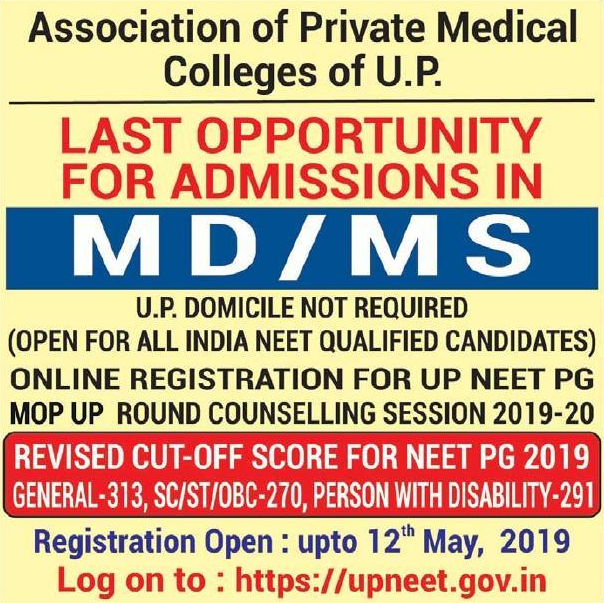 Association of Private Medical
Colleges of U.P.
LAST OPPORTUNITY
FOR ADMISSIONS IN
MD/MS
U.P. DOMICILE NOT REQUIRED
(OPEN FOR ALL INDIA NEET QUALIFIED CANDIDATES)
ONLINE REGISTRATION FOR UP NEET PG
MOP UP ROUND COUNSELLING SESSION 2019-20
REVISED CUT-OFF SCORE FOR NEET PG 2019
GENERAL-313, SC/ST/OBC-270, PERSON WITH DISABILITY-291
Registration Open : upto 12th May, 2019
Log on to : https://upneet.gov.in